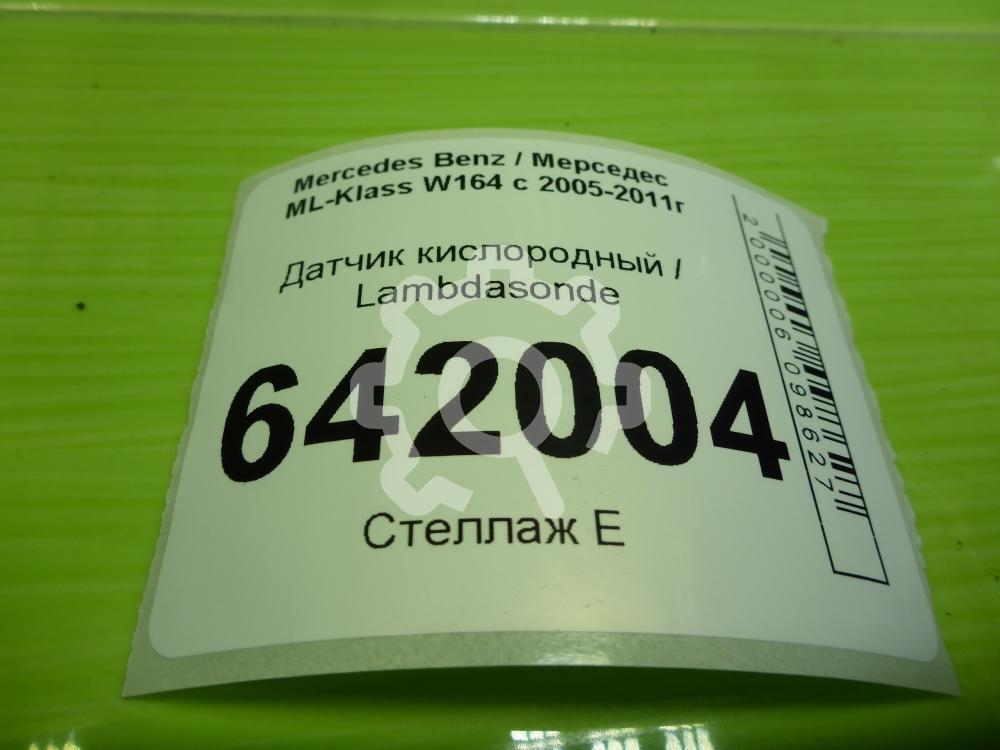 Mercedes Benz / Мерседес
ML-Klass W164 с 2005-2011г
Датчик кислородный /
Lambdasonde
642004
Стеллаж Е
2000006098627